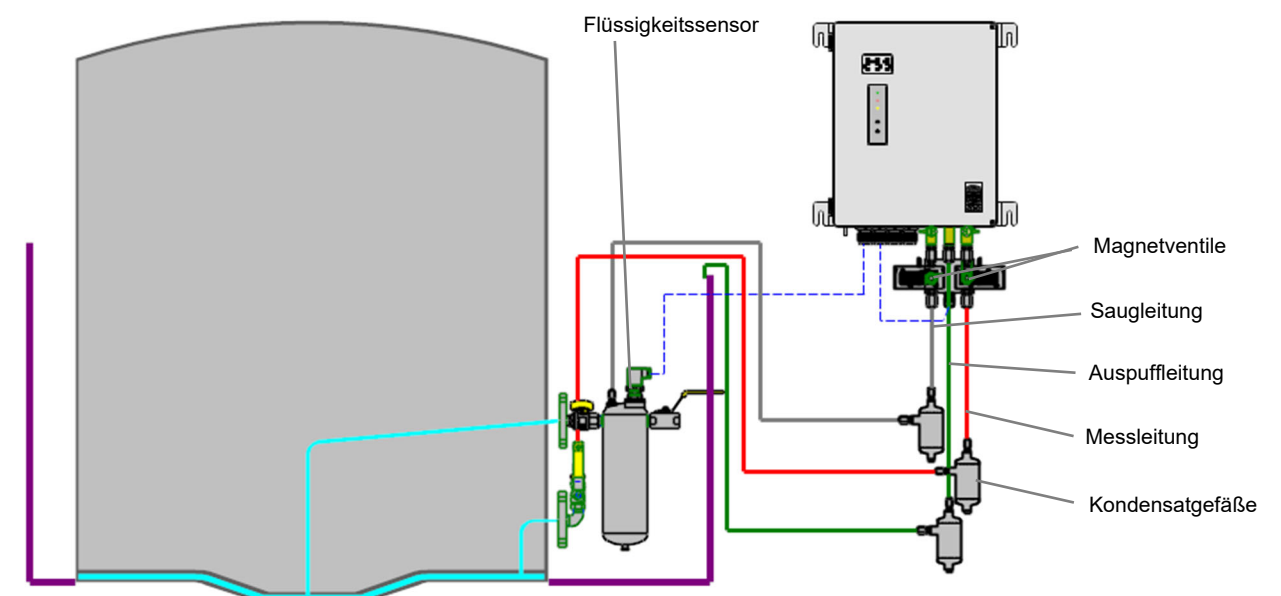 Flüssigkeitssensor
Magnetventile
Saugleitung
Auspuffleitung
Messleitung
Kondensatgefäße